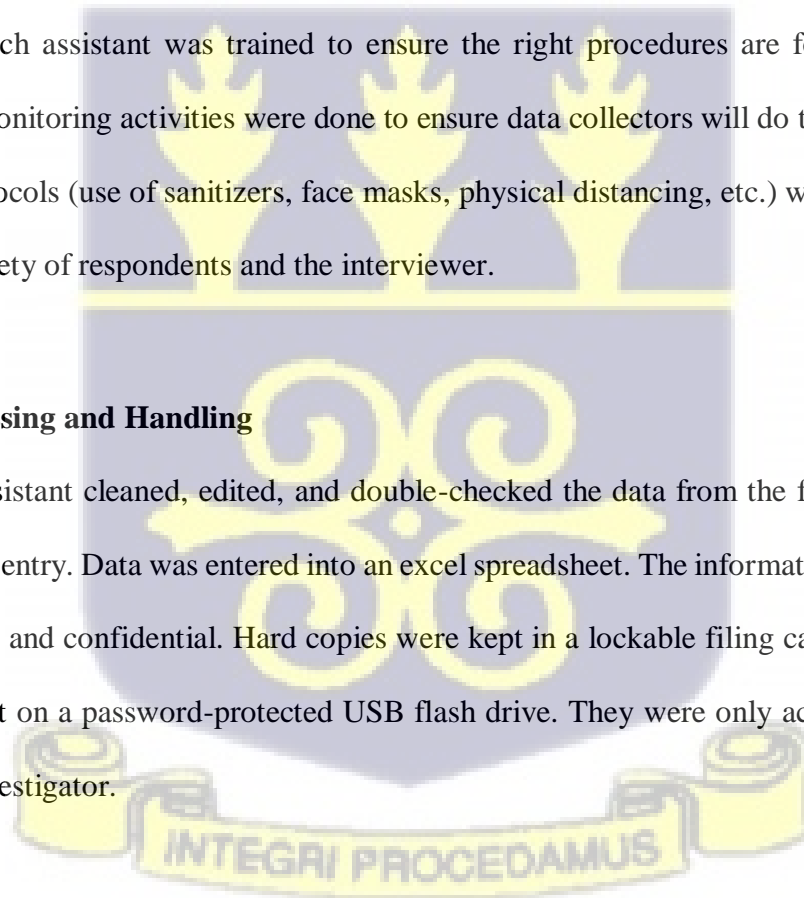 ch assistant was trained to ensure the right procedures are f
onitoring activities were done to ensure data collectors will do t
ocols (use of sanitizers, face masks, physical distancing, etc.) w
ety of respondents and the interviewer.
sing and Handling
sistant cleaned, edited, and double-checked the data from the f
entry. Data was entered into an excel spreadsheet. The informat
and confidential. Hard copies were kept in a lockable filing ca
t on a password-protected USB flash drive. They were only ac
estigator.
INTEGRI PROCEDAMUS